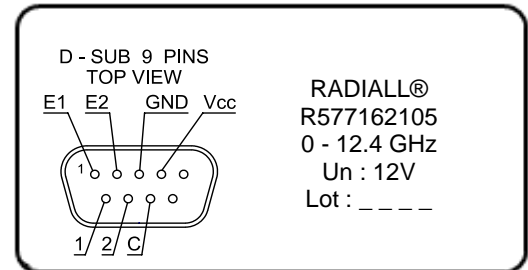 D - SUB 9 PINS
TOP VIEW
E1 E2 GND Vcc
1
1 2 C
RADIALL®
R577162105
0 - 12.4 GHz
Un : 12V
Lot : _ _ _ _